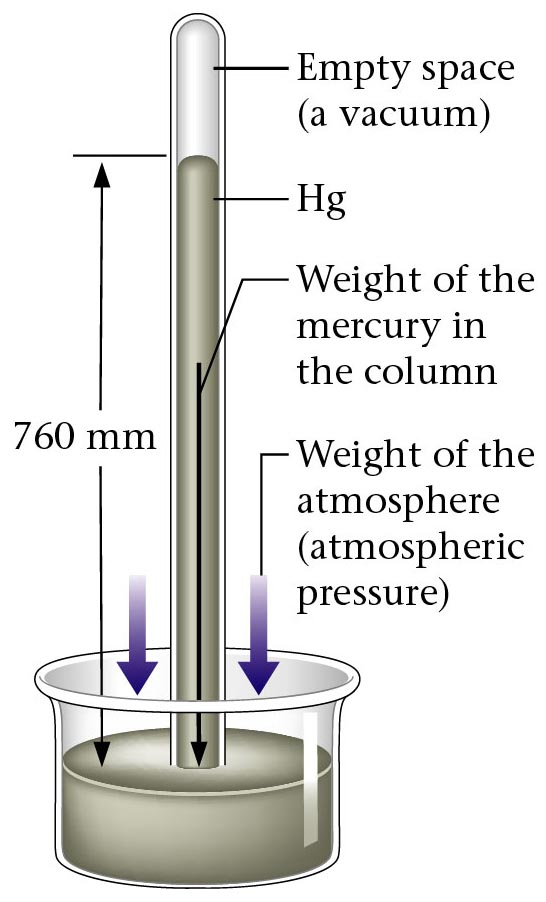 Empty space
(a vacuum)
Hg
Weight of the
mercury in
the column
760 mm
Weight of the
atmosphere
(atmospheric
pressure)